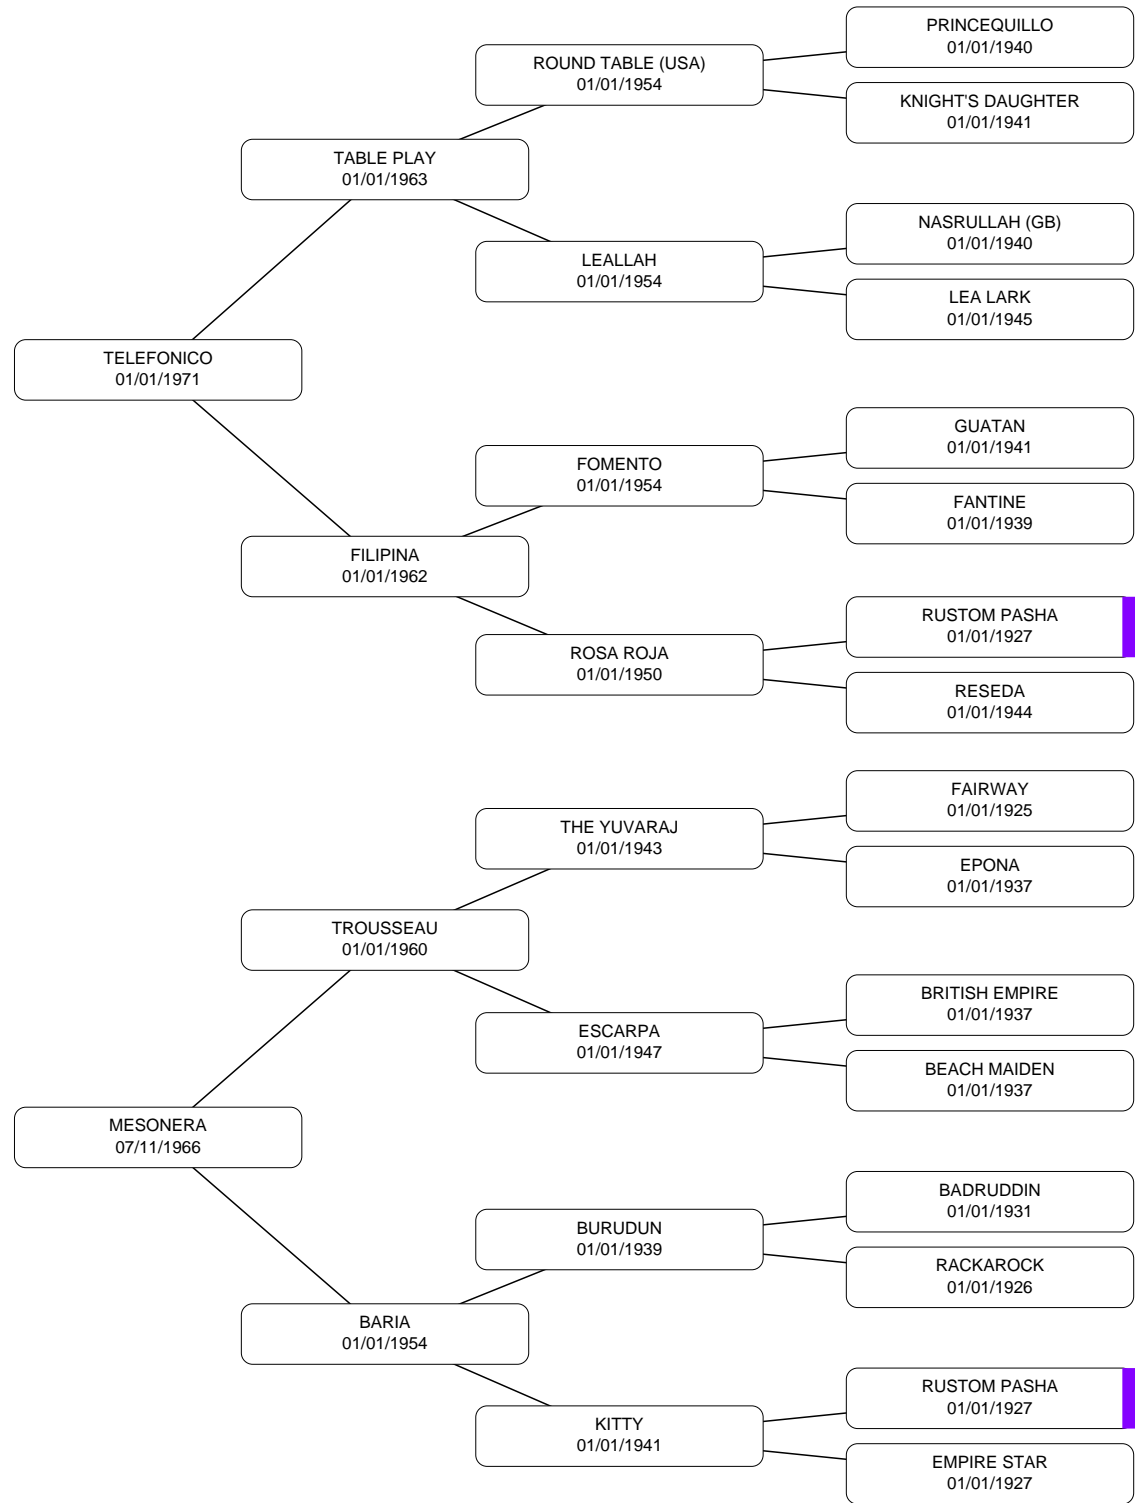 PRINCEQUILLO
01/01/1940
ROUND TABLE (USA)
01/01/1954
KNIGHT'S DAUGHTER
01/01/1941
TABLE PLAY
01/01/1963
NASRULLAH (GB)
01/01/1940
LEALLAH
01/01/1954
LEA LARK
01/01/1945
TELEFONICO
01/01/1971
GUATAN
01/01/1941
FOMENTO
01/01/1954
FANTINE
01/01/1939
FILIPINA
01/01/1962
RUSTOM PASHA
01/01/1927
ROSA ROJA
01/01/1950
RESEDA
01/01/1944
FAIRWAY
01/01/1925
THE YUVARAJ
01/01/1943
EPONA
01/01/1937
TROUSSEAU
01/01/1960
BRITISH EMPIRE
01/01/1937
ESCARPA
01/01/1947
BEACH MAIDEN
01/01/1937
MESONERA
07/11/1966
BADRUDDIN
01/01/1931
BURUDUN
01/01/1939
RACKAROCK
01/01/1926
BARIA
01/01/1954
RUSTOM PASHA
01/01/1927
KITTY
01/01/1941
EMPIRE STAR
01/01/1927